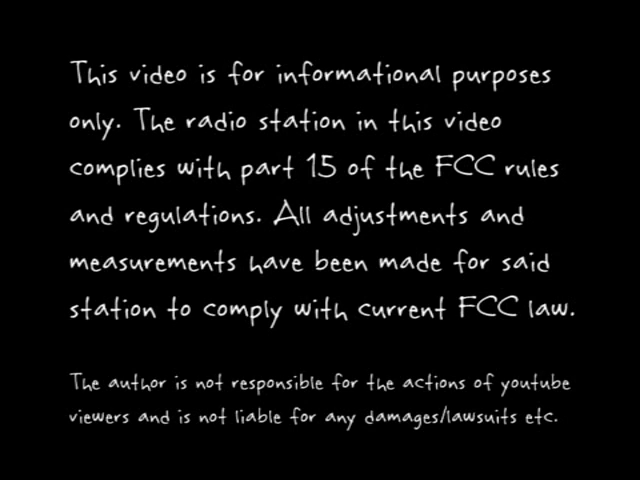 This video is for informational purposes
only. The radio station in this video
complies with part 15 of the FCC rules
and regulations. All adjustments and
measurements have been made for said
station to comply with current FCC law.
The author is not responsible for the actions of youtube
viewers and is not liable for any damages/lawsuits etc.